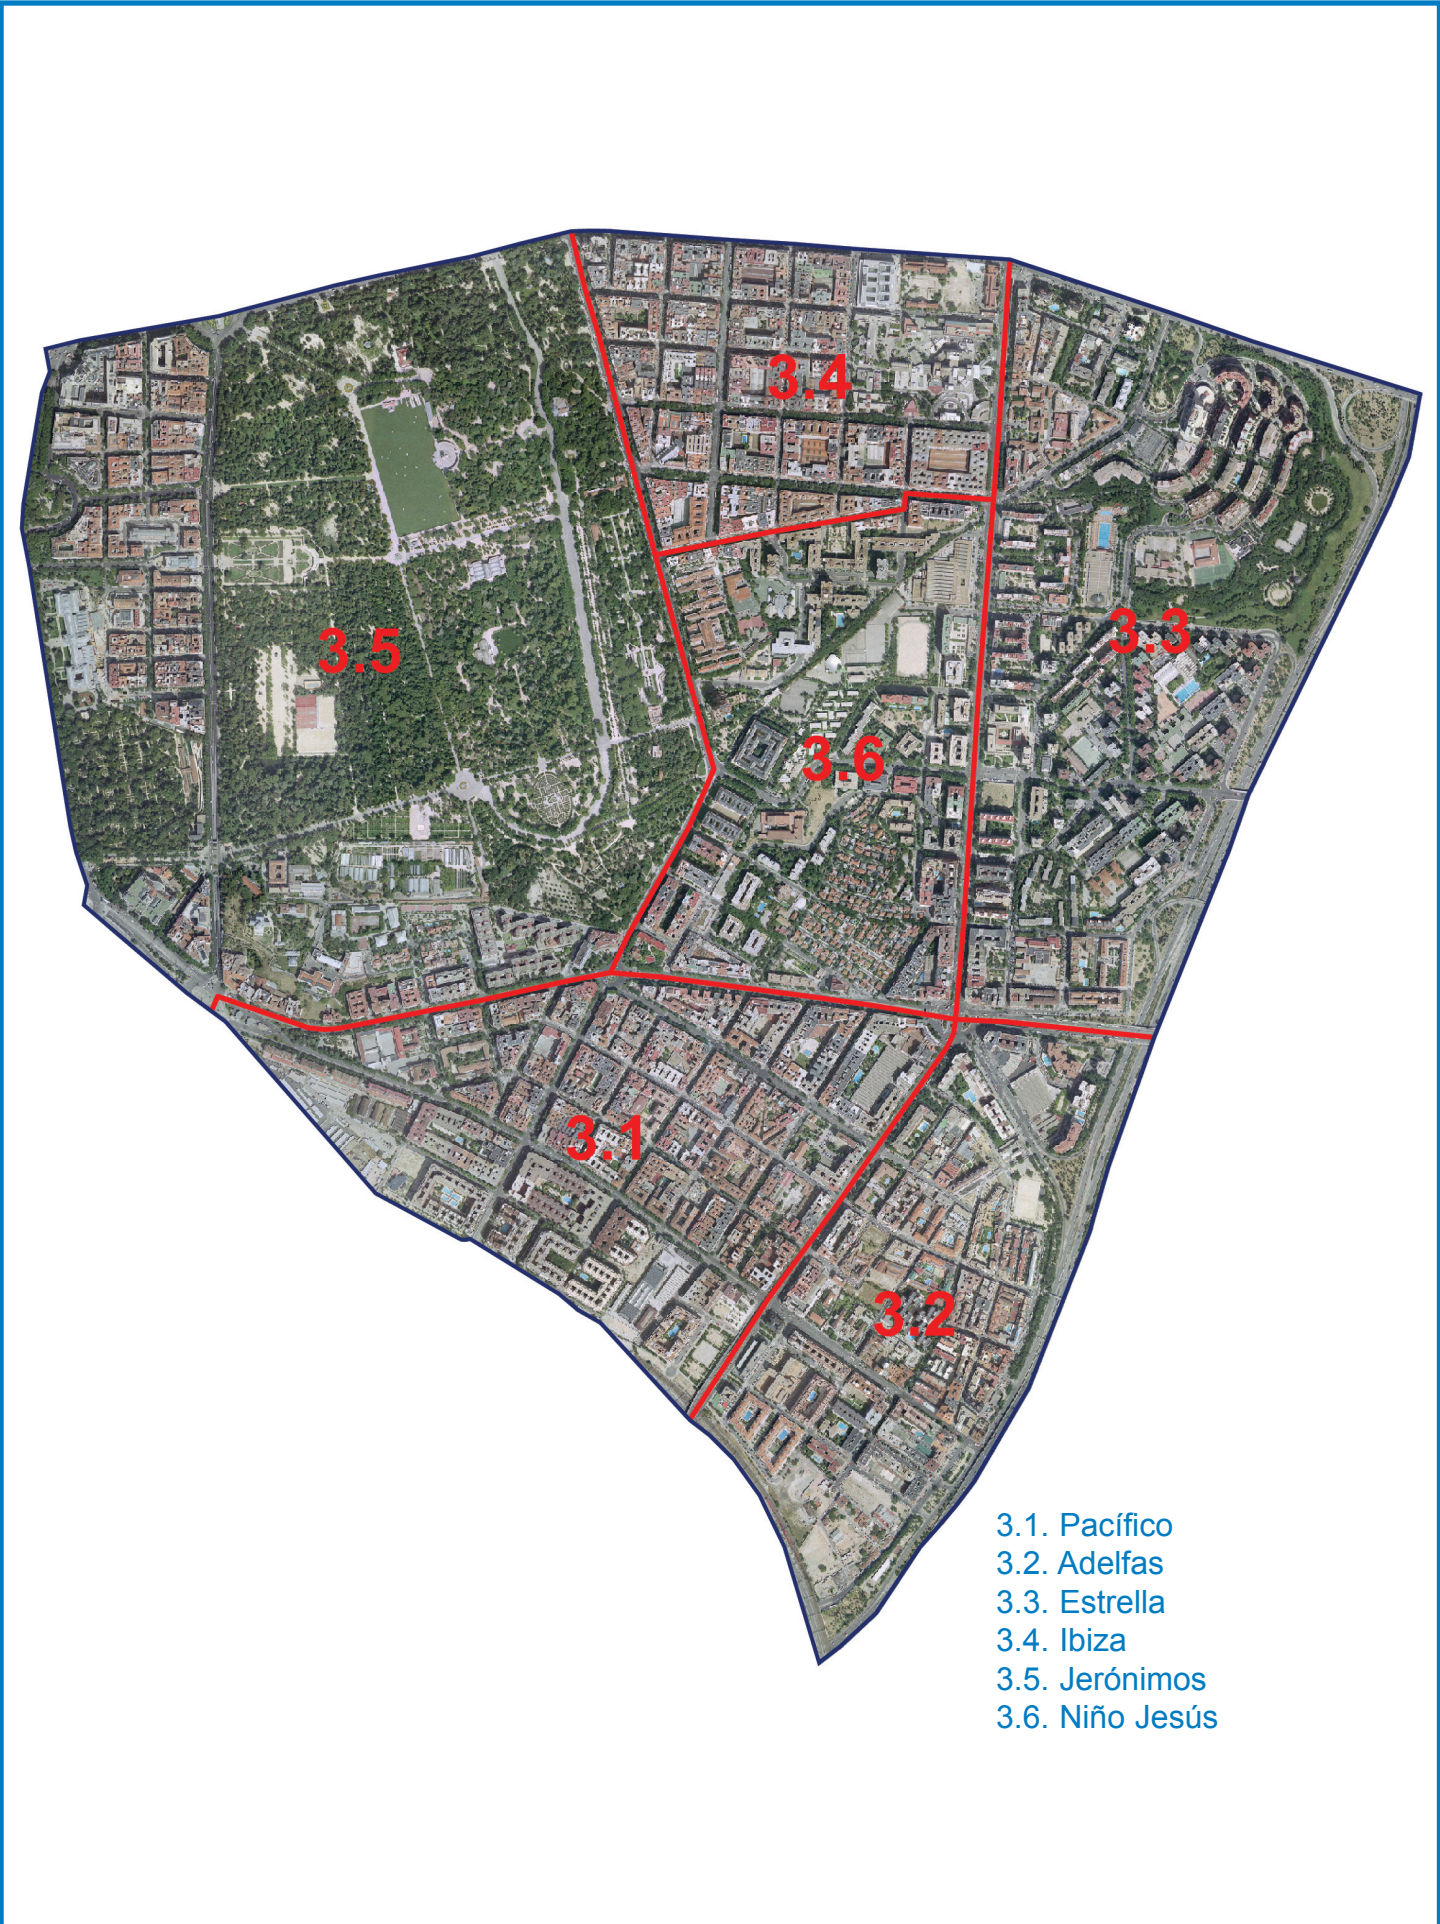 3.4
3.5
3.3
3.6
3.1
3.2
3.1. Pacífico
3.2. Adelfas
3.3. Estrella
3.4. Ibiza
3.5. Jerónimos
3.6. Niño Jesús